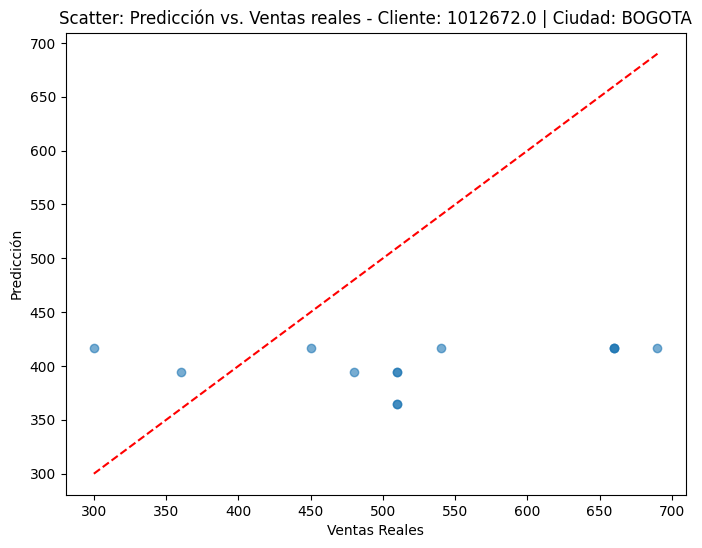 Scatter: Predicción vs. Ventas reales - Cliente: 1012672.0 | Ciudad: BOGOTA
700
650
600
550
500
450
400
350
300
Predicción
300 350 400 450 500 550 600 650 700
Ventas Reales